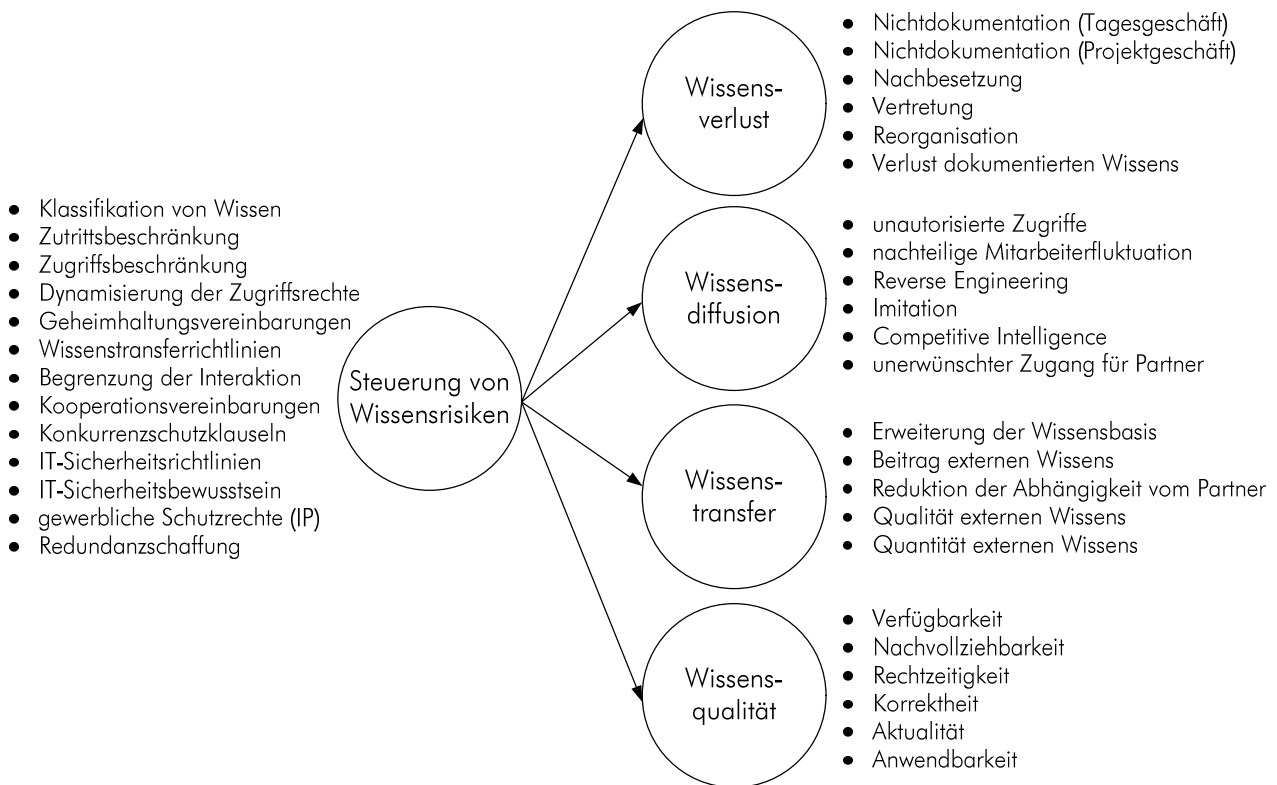 ● Klassifikation von Wissen
● Zutrittsbeschränkung
● Zugriffsbeschränkung
● Dynamisierung der Zugriffsrechte
● Geheimhaltungsvereinbarungen
● Wissenstransferrichtlinien
● Begrenzung der Interaktion
● Kooperationsvereinbarungen
● Konkurrenzschutzklauseln
● IT-Sicherheitsrichtlinien
● IT-Sicherheitsbewusstsein
● gewerbliche Schutzrechte (IP)
● Redundanzschaffung
Steuerung von
Wissensrisiken
Wissens-
verlust
● Nichtdokumentation (Tagesgeschäft)
● Nichtdokumentation (Projektgeschäft)
● Nachbesetzung
● Vertretung
● Reorganisation
● Verlust dokumentierten Wissens
Wissens-
diffusion
● unautorisierte Zugriffe
● nachteilige Mitarbeiterfluktuation
● Reverse Engineering
● Imitation
● Competitive Intelligence
● unerwünschter Zugang für Partner
Wissens-
transfer
● Erweiterung der Wissensbasis
● Beitrag externen Wissens
● Reduktion der Abhängigkeit vom Partner
● Qualität externen Wissens
● Quantität externen Wissens
Wissens-
qualität
● Verfügbarkeit
● Nachvollziehbarkeit
● Rechtzeitigkeit
● Korrektheit
● Aktualität
● Anwendbarkeit